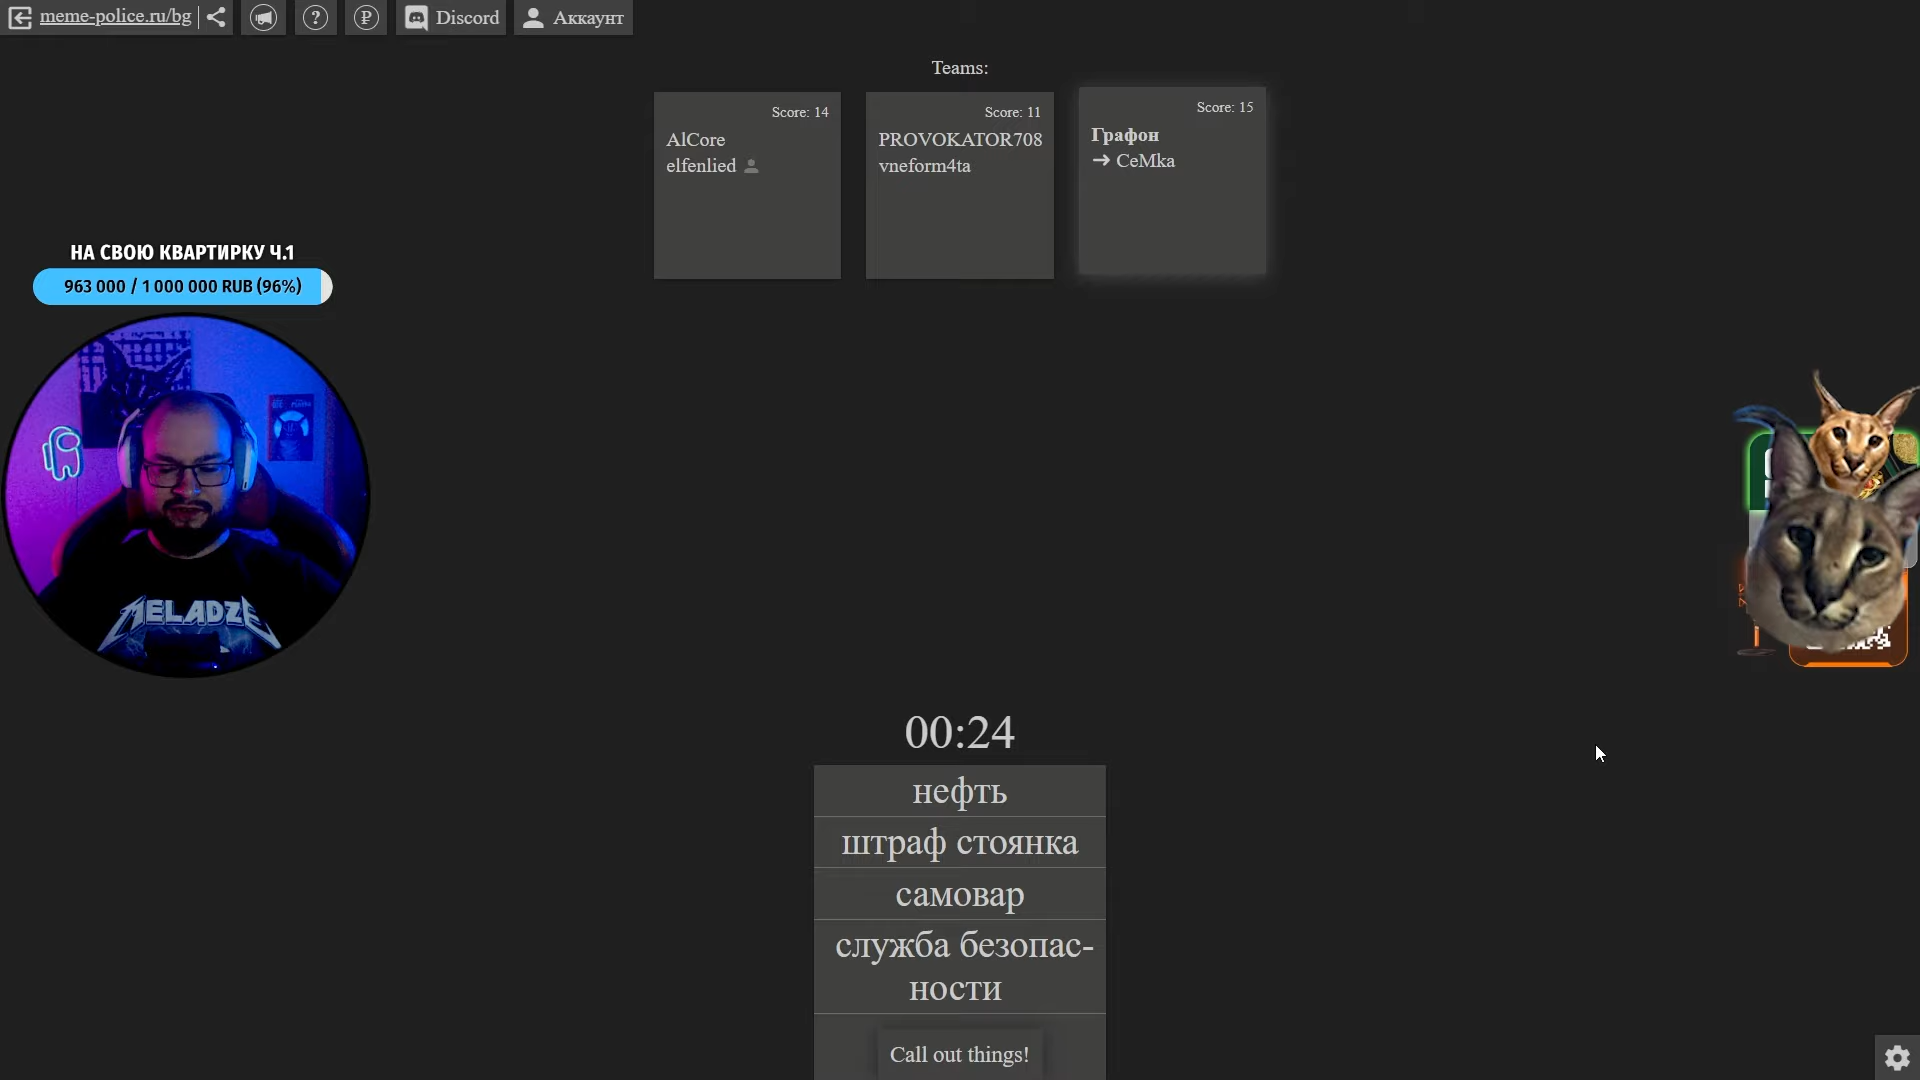 meme-police.ru/bg
Discord
Аккаунт
Teams:
Score: 14
AlCore
elfenlied
Score: 11
PROVOKATOR708
vneform4ta
Score: 15
Графон
→ CeMka
НА СВОЮ КВАРТИРКУ Ч.1
963 000 / 1 000 000 RUB (96%)
MELADZE
00:24
нефть
штраф стоянка
самовар
служба безопас-
ности
Call out things!